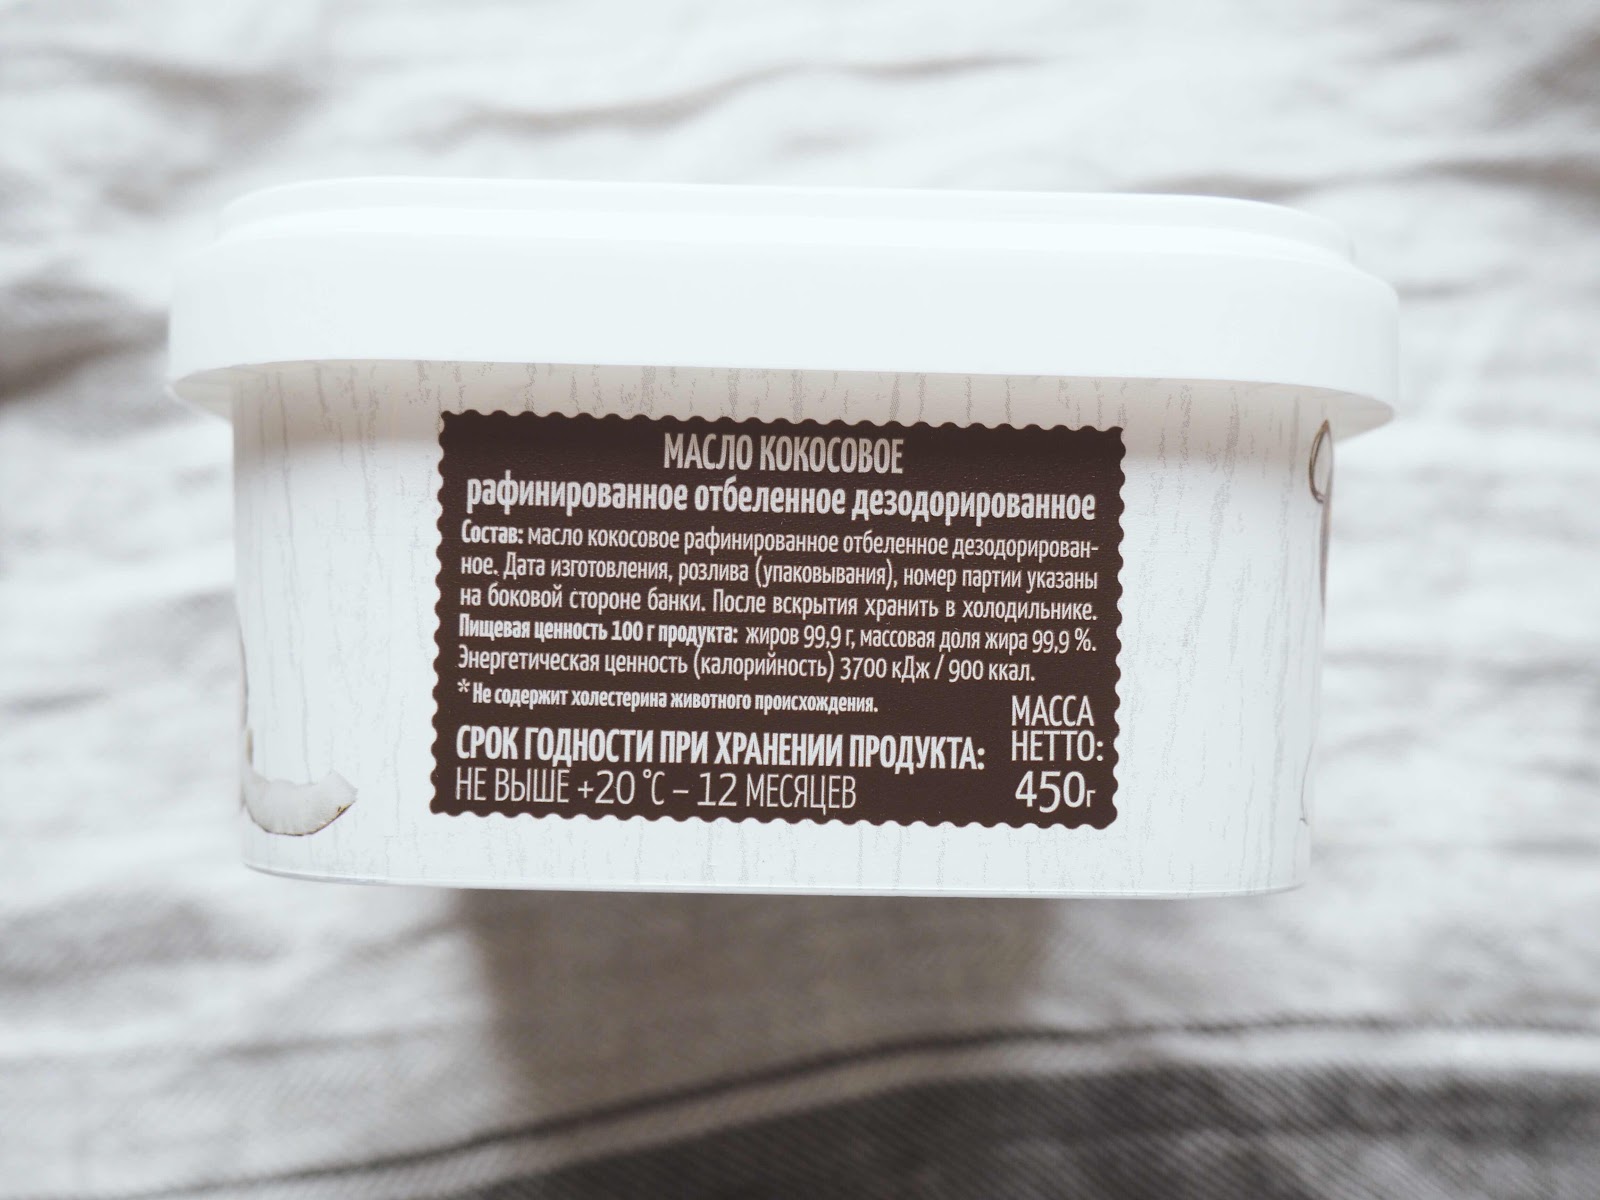 МАСЛО КОКОСОВОЕ
рафинированное отбеленное дезодорированное
Состав: масло кокосовое рафинированное отбеленное дезодорирован-
ное. Дата изготовления, розлива (упаковывания), номер партии указаны
на боковой стороне банки. После вскрытия хранить в холодильнике.
Пищевая ценность 100 г продукта: жиров 99,9 г, массовая доля жира 99,9 %.
Энергетическая ценность (калорийность) 3700 кДж / 900 ккал.
*Не содержит холестерина животного происхождения.
СРОК ГОДНОСТИ ПРИ ХРАНЕНИИ ПРОДУКТА:
НЕ ВЫШЕ +20 °С – 12 МЕСЯЦЕВ
МАССА
НЕТТО:
450г